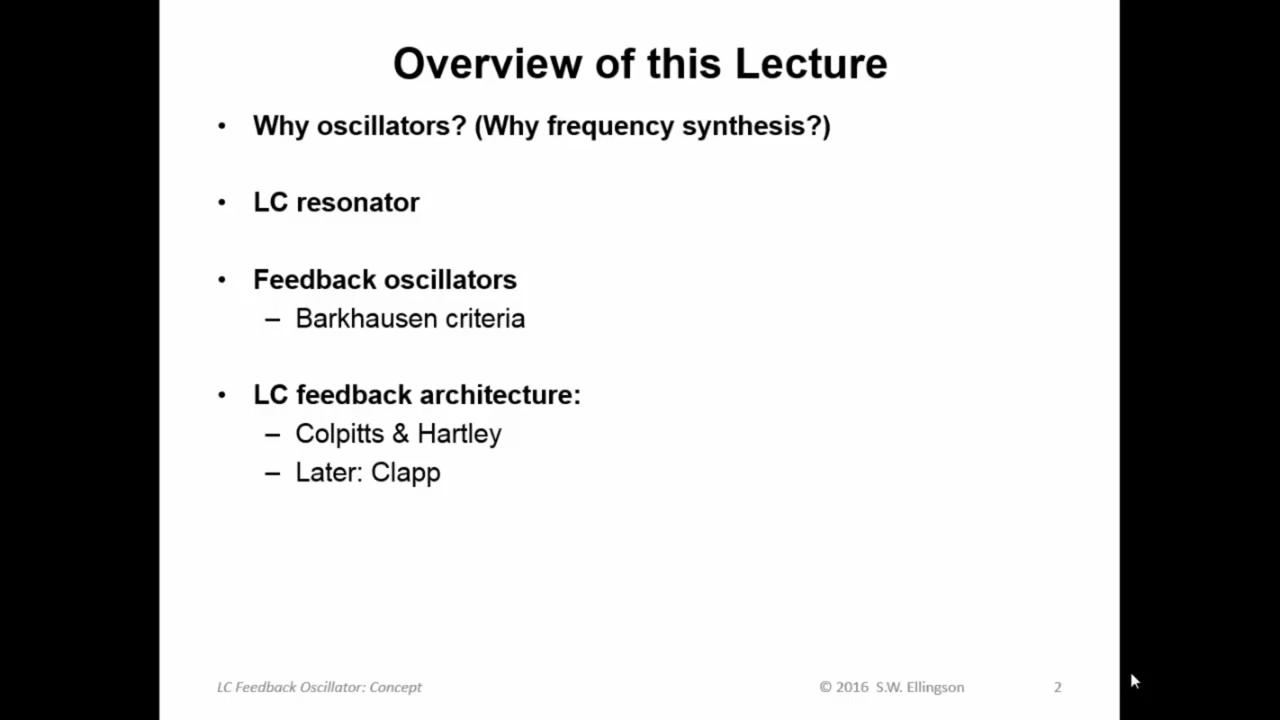 Overview of this Lecture
• Why oscillators? (Why frequency synthesis?)
• LC resonator
• Feedback oscillators
– Barkhausen criteria
• LC feedback architecture:
– Colpitts & Hartley
– Later: Clapp
LC Feedback Oscillator: Concept © 2016 S.W. Ellingson 2